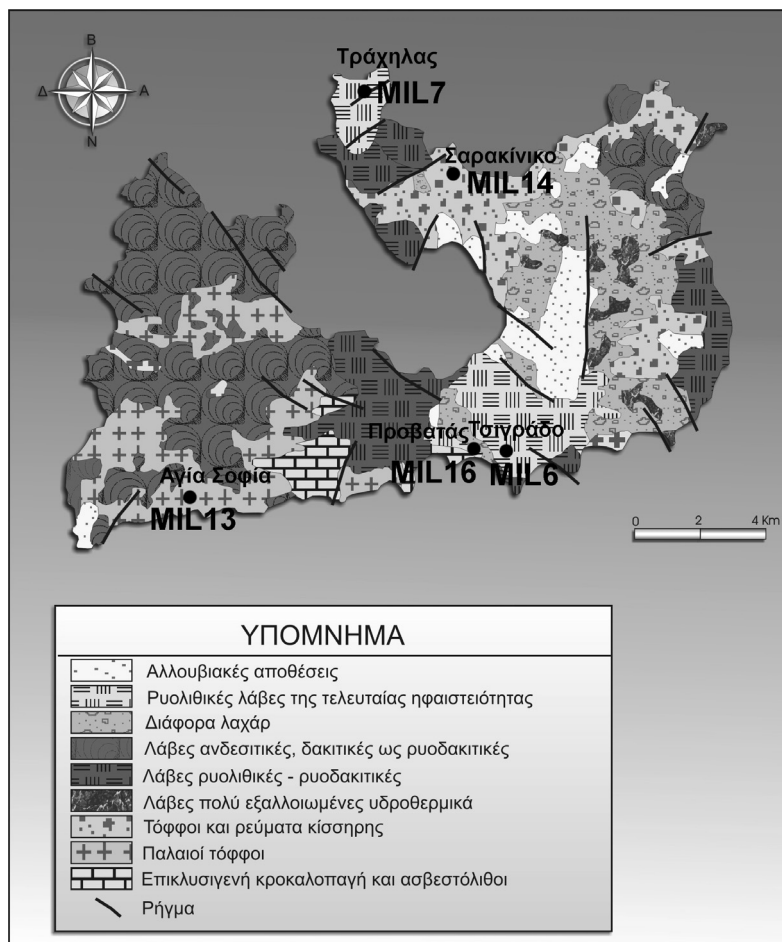 Β
Δ
Α
Ν
Τράχηλας
MIL7
Σαρακίνικο
MIL14
Προβατάς
Τσιγράδο
MIL16
MIL6
Αγία Σοφία
MIL13
0 2 4 Km
ΥΠΟΜΝΗΜΑ
Αλλουβιακές αποθέσεις
Ρυολιθικές λάβες της τελευταίας ηφαιστειότητας
Διάφορα λαχάρ
Λάβες ανδεσιτικές, δακιτικές ως ρυοδακιτικές
Λάβες ρυολιθικές - ρυοδακιτικές
Λάβες πολύ εξαλλοιωμένες υδροθερμικά
Τόφφοι και ρεύματα κίσσηρης
Παλαιοί τόφφοι
Επικλυσιγενή κροκαλοπαγή και ασβεστόλιθοι
Ρήγμα